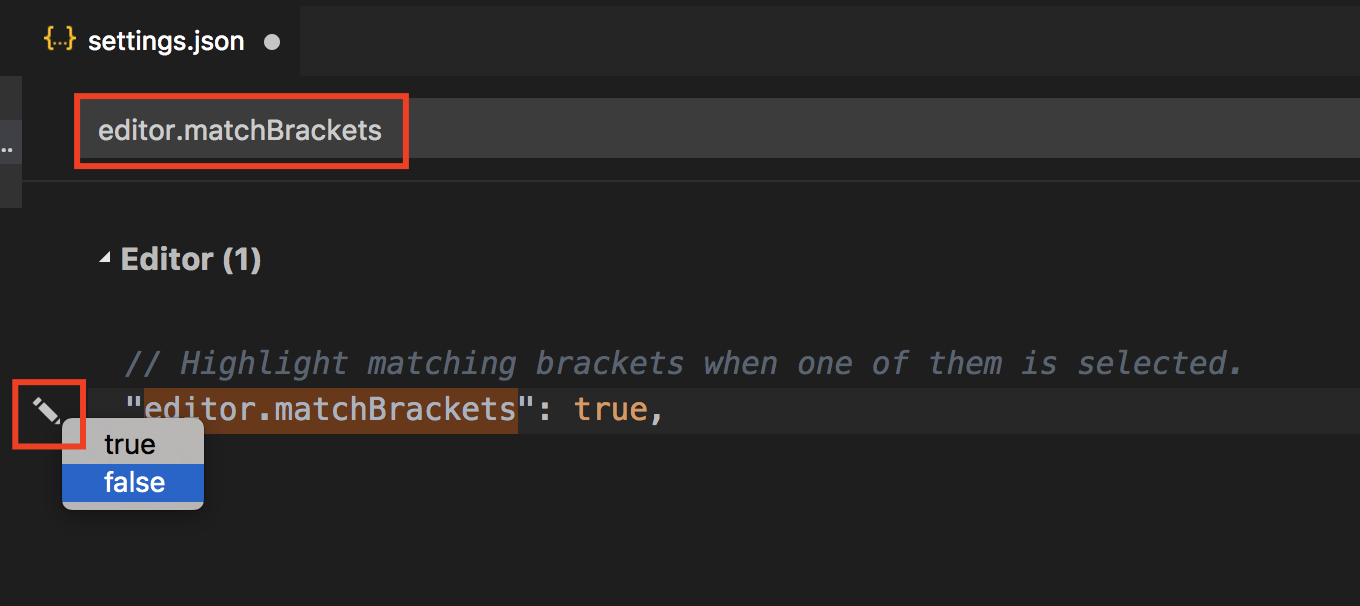 {...} settings.json
..
editor.matchBrackets
Editor (1)
// Highlight matching brackets when one of them is selected.
"editor.matchBrackets": true,
true
false